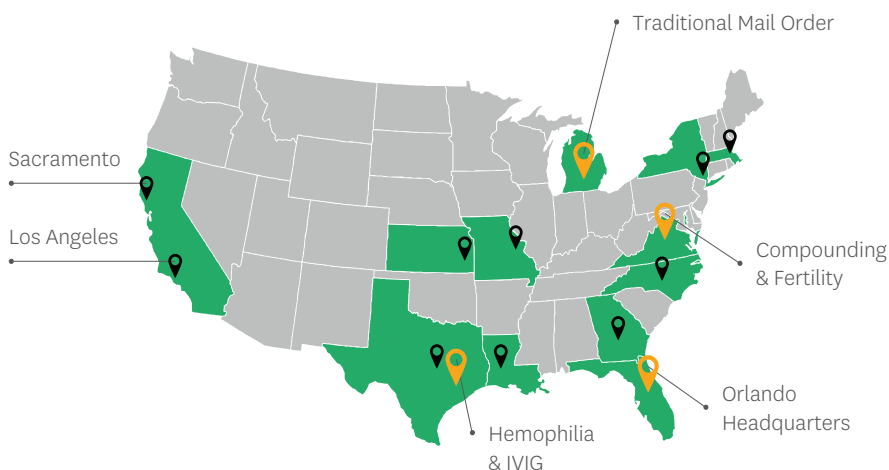 Traditional Mail Order
Sacramento
Los Angeles
Compounding
& Fertility
Orlando
Headquarters
Hemophilia
& IVIG